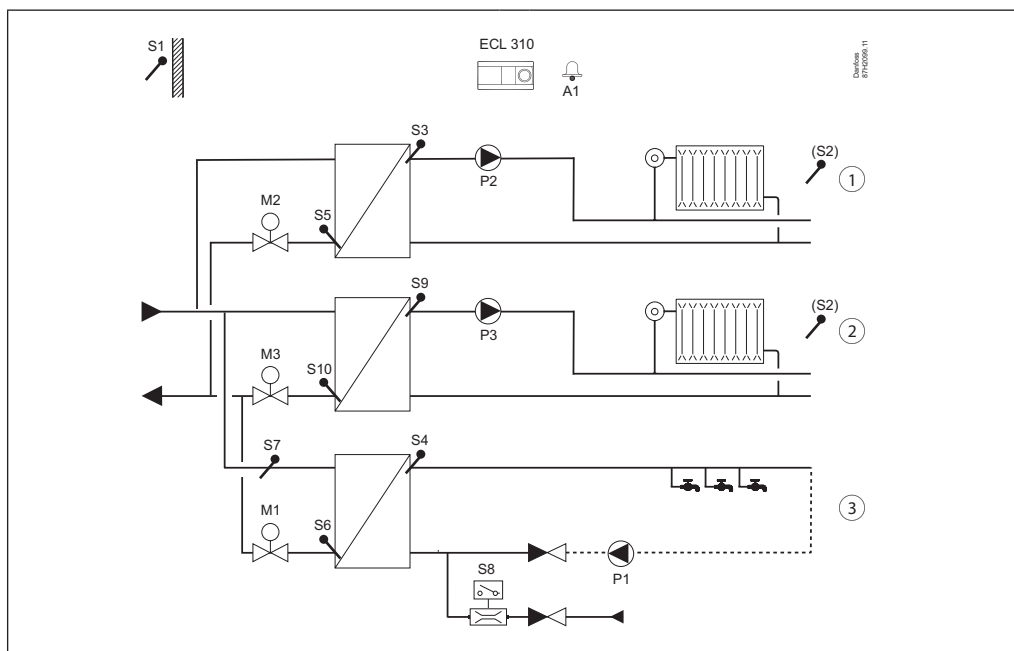 S1
ECL 310
A1
Danfoss
87H2099.11
S3
P2
(S2)
1
M2
S5
S9
P3
(S2)
2
M3
S10
S7
S4
3
M1
S6
P1
S8